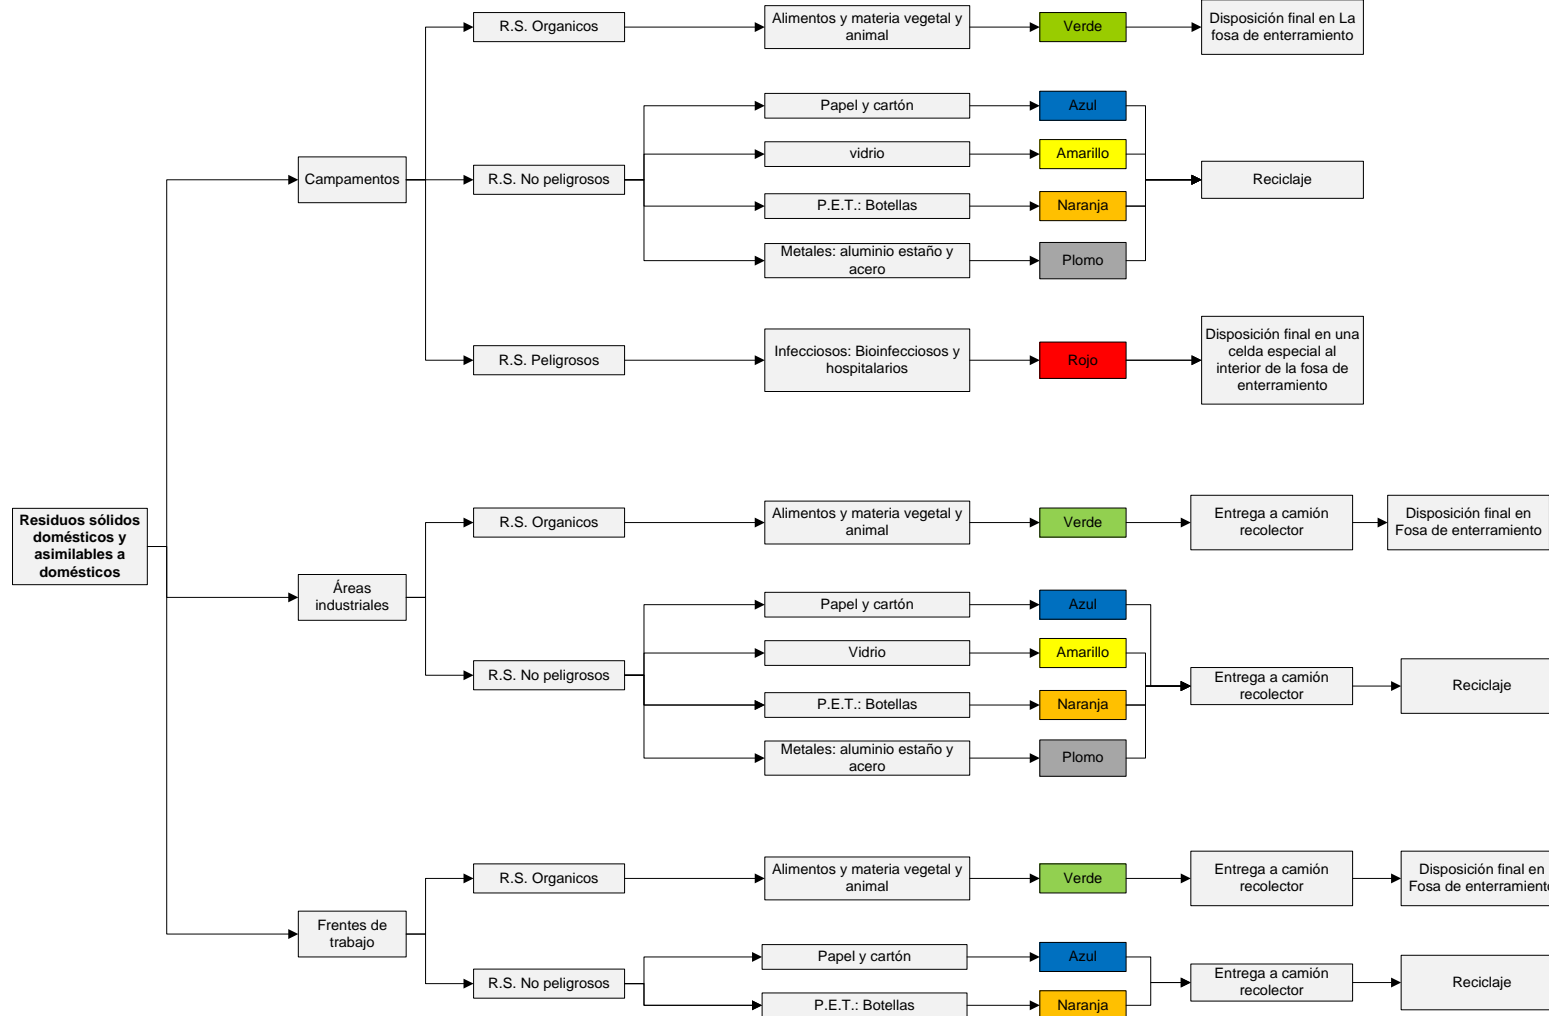 R.S. Organicos
Alimentos y materia vegetal y
animal
Verde
Disposición final en La
fosa de enterramiento
Campamentos
R.S. No peligrosos
Papel y cartón
Azul
vidrio
Amarillo
P.E.T.: Botellas
Naranja
Metales: aluminio estaño y
acero
Plomo
Reciclaje
R.S. Peligrosos
Infecciosos: Bioinfecciosos y
hospitalarios
Rojo
Disposición final en una
celda especial al
interior de la fosa de
enterramiento
Residuos sólidos
domésticos y
asimilables a
domésticos
Áreas
industriales
R.S. Organicos
Alimentos y materia vegetal y
animal
Verde
Entrega a camión
recolector
Disposición final en
Fosa de enterramiento
R.S. No peligrosos
Papel y cartón
Azul
Vidrio
Amarillo
P.E.T.: Botellas
Naranja
Metales: aluminio estaño y
acero
Plomo
Entrega a camión
recolector
Reciclaje
Frentes de
trabajo
R.S. Organicos
Alimentos y materia vegetal y
animal
Verde
Entrega a camión
recolector
Disposición final en
Fosa de enterramiento
R.S. No peligrosos
Papel y cartón
Azul
P.E.T.: Botellas
Naranja
Entrega a camión
recolector
Reciclaje